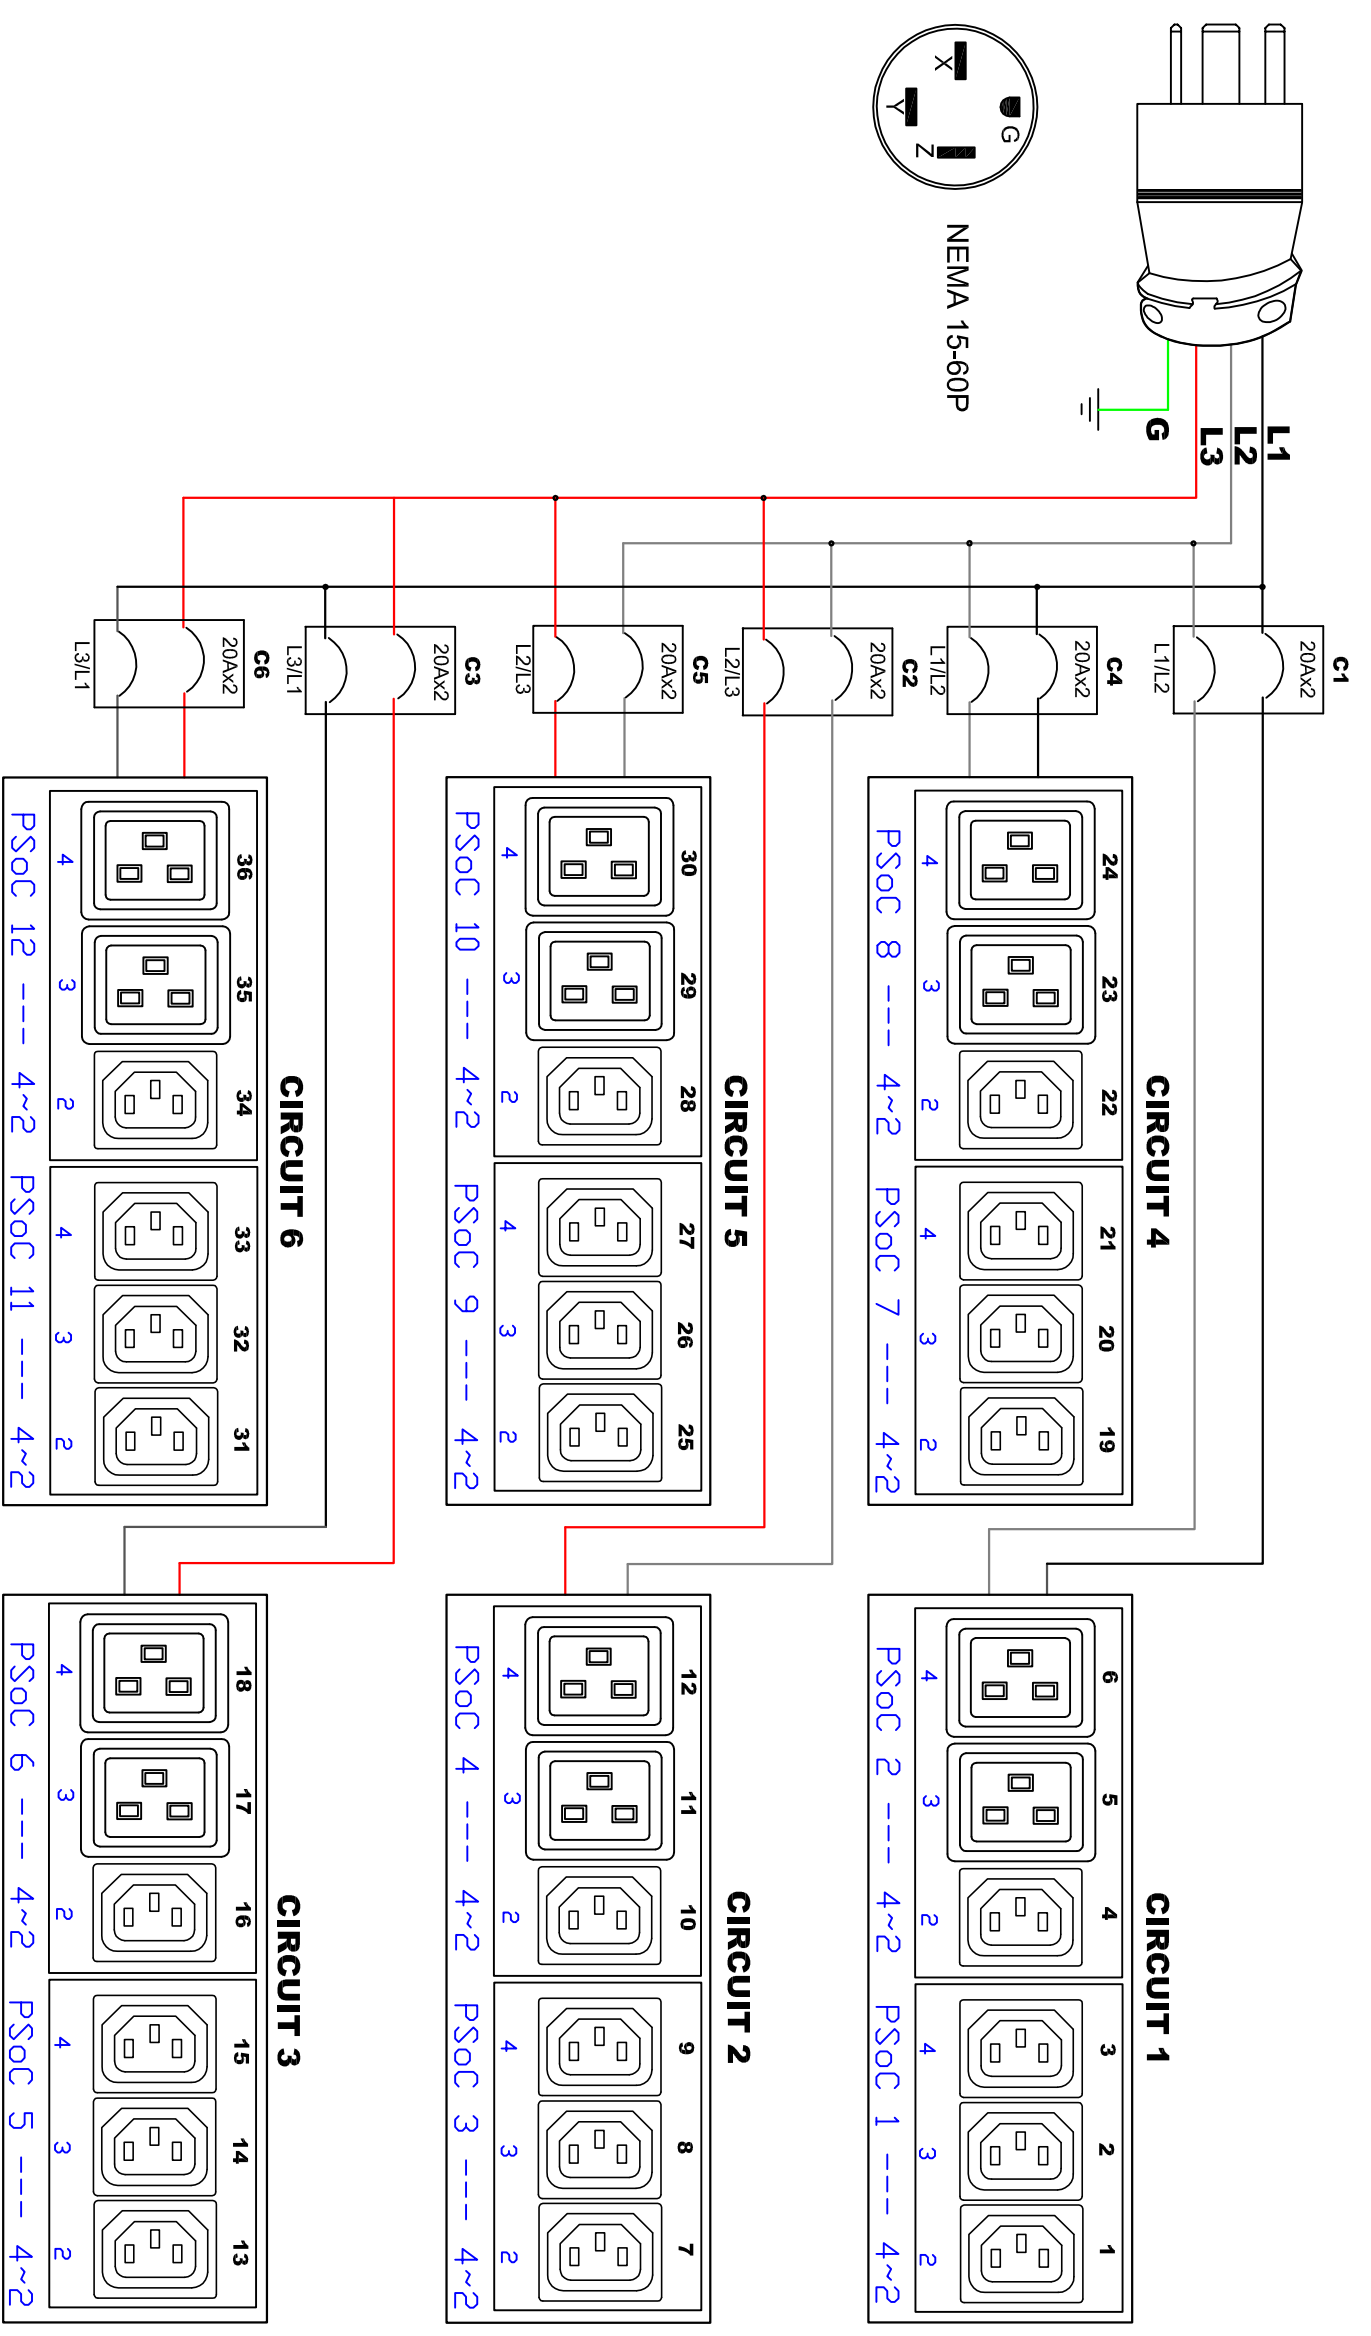 NEMA 15-60P
X
Y
Z
G
L1
L2
L3
G
C1
20Ax2
L1/L2
C4
20Ax2
L1/L2
C2
20Ax2
L2/L3
C5
20Ax2
L2/L3
C3
20Ax2
L3/L1
C6
20Ax2
L3/L1
CIRCUIT 4
24 23 22 21 20 19
4 3 2 4 3 2
PSoC 8 --- 4~2 PSoC 7 --- 4~2
CIRCUIT 1
6 5 4 3 2 1
4 3 2 4 3 2
PSoC 2 --- 4~2 PSoC 1 --- 4~2
CIRCUIT 5
30 29 28 27 26 25
4 3 2 4 3 2
PSoC 10 --- 4~2 PSoC 9 --- 4~2
CIRCUIT 2
12 11 10 9 8 7
4 3 2 4 3 2
PSoC 4 --- 4~2 PSoC 3 --- 4~2
CIRCUIT 6
36 35 34 33 32 31
4 3 2 4 3 2
PSoC 12 --- 4~2 PSoC 11 --- 4~2
CIRCUIT 3
18 17 16 15 14 13
4 3 2 4 3 2
PSoC 6 --- 4~2 PSoC 5 --- 4~2